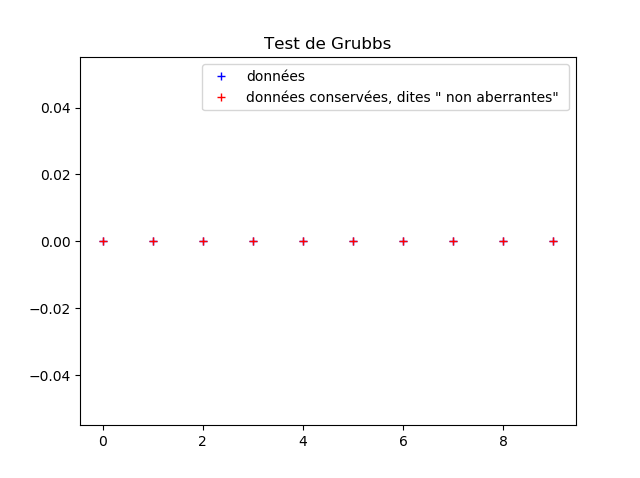 Test de Grubbs
données
données conservées, dites " non aberrantes"
0.04
0.02
0.00
−0.02
−0.04
0 2 4 6 8